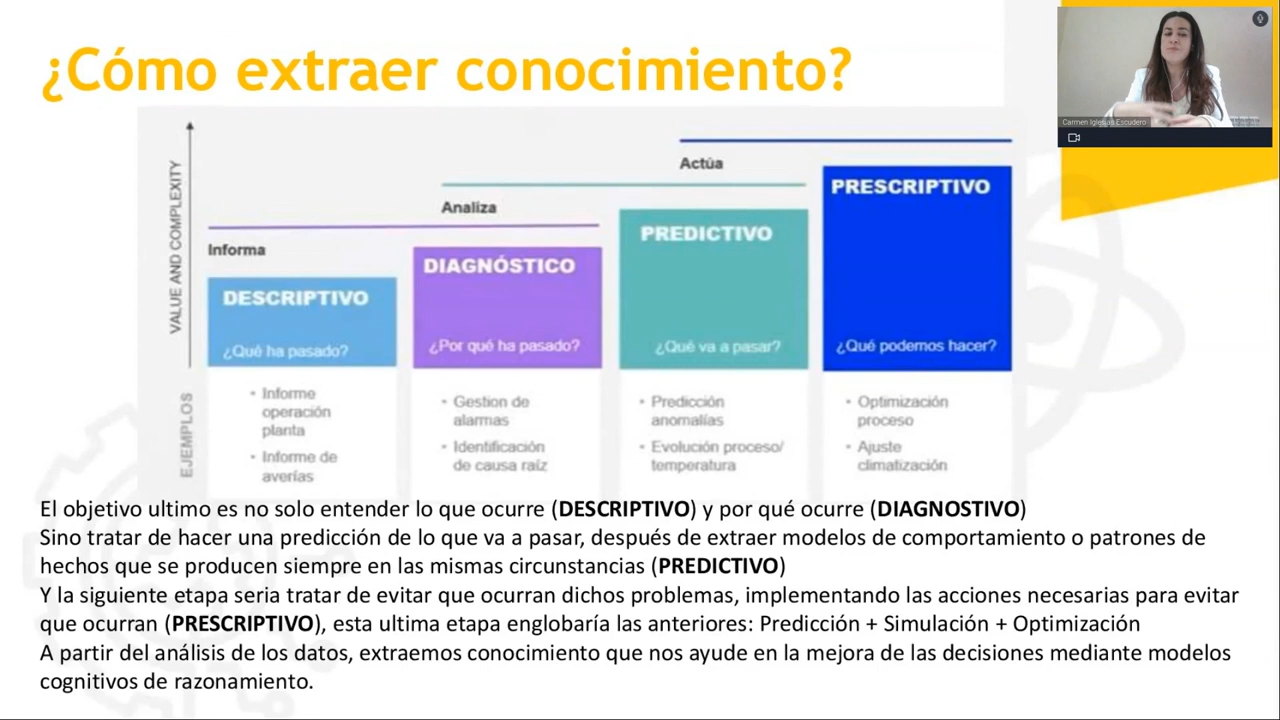 ¿Cómo extraer conocimiento?
Carmen Iglesias Escudero
VALUE AND COMPLEXITY
EJEMPLOS
Informa
Analiza
Actúa
DESCRIPTIVO
¿Qué ha pasado?
DIAGNÓSTICO
¿Por qué ha pasado?
PREDICTIVO
¿Qué va a pasar?
PRESCRIPTIVO
¿Qué podemos hacer?
• Informe
operación
planta
• Informe de
averías
• Gestion de
alarmas
• Identificación
de causa raíz
• Predicción
anomalías
• Evolución proceso/
temperatura
• Optimización
proceso
• Ajuste
climatización
El objetivo ultimo es no solo entender lo que ocurre (DESCRIPTIVO) y por qué ocurre (DIAGNOSTIVO)
Sino tratar de hacer una predicción de lo que va a pasar, después de extraer modelos de comportamiento o patrones de
hechos que se producen siempre en las mismas circunstancias (PREDICTIVO)
Y la siguiente etapa seria tratar de evitar que ocurran dichos problemas, implementando las acciones necesarias para evitar
que ocurran (PRESCRIPTIVO), esta ultima etapa englobaría las anteriores: Predicción + Simulación + Optimización
A partir del análisis de los datos, extraemos conocimiento que nos ayude en la mejora de las decisiones mediante modelos
cognitivos de razonamiento.